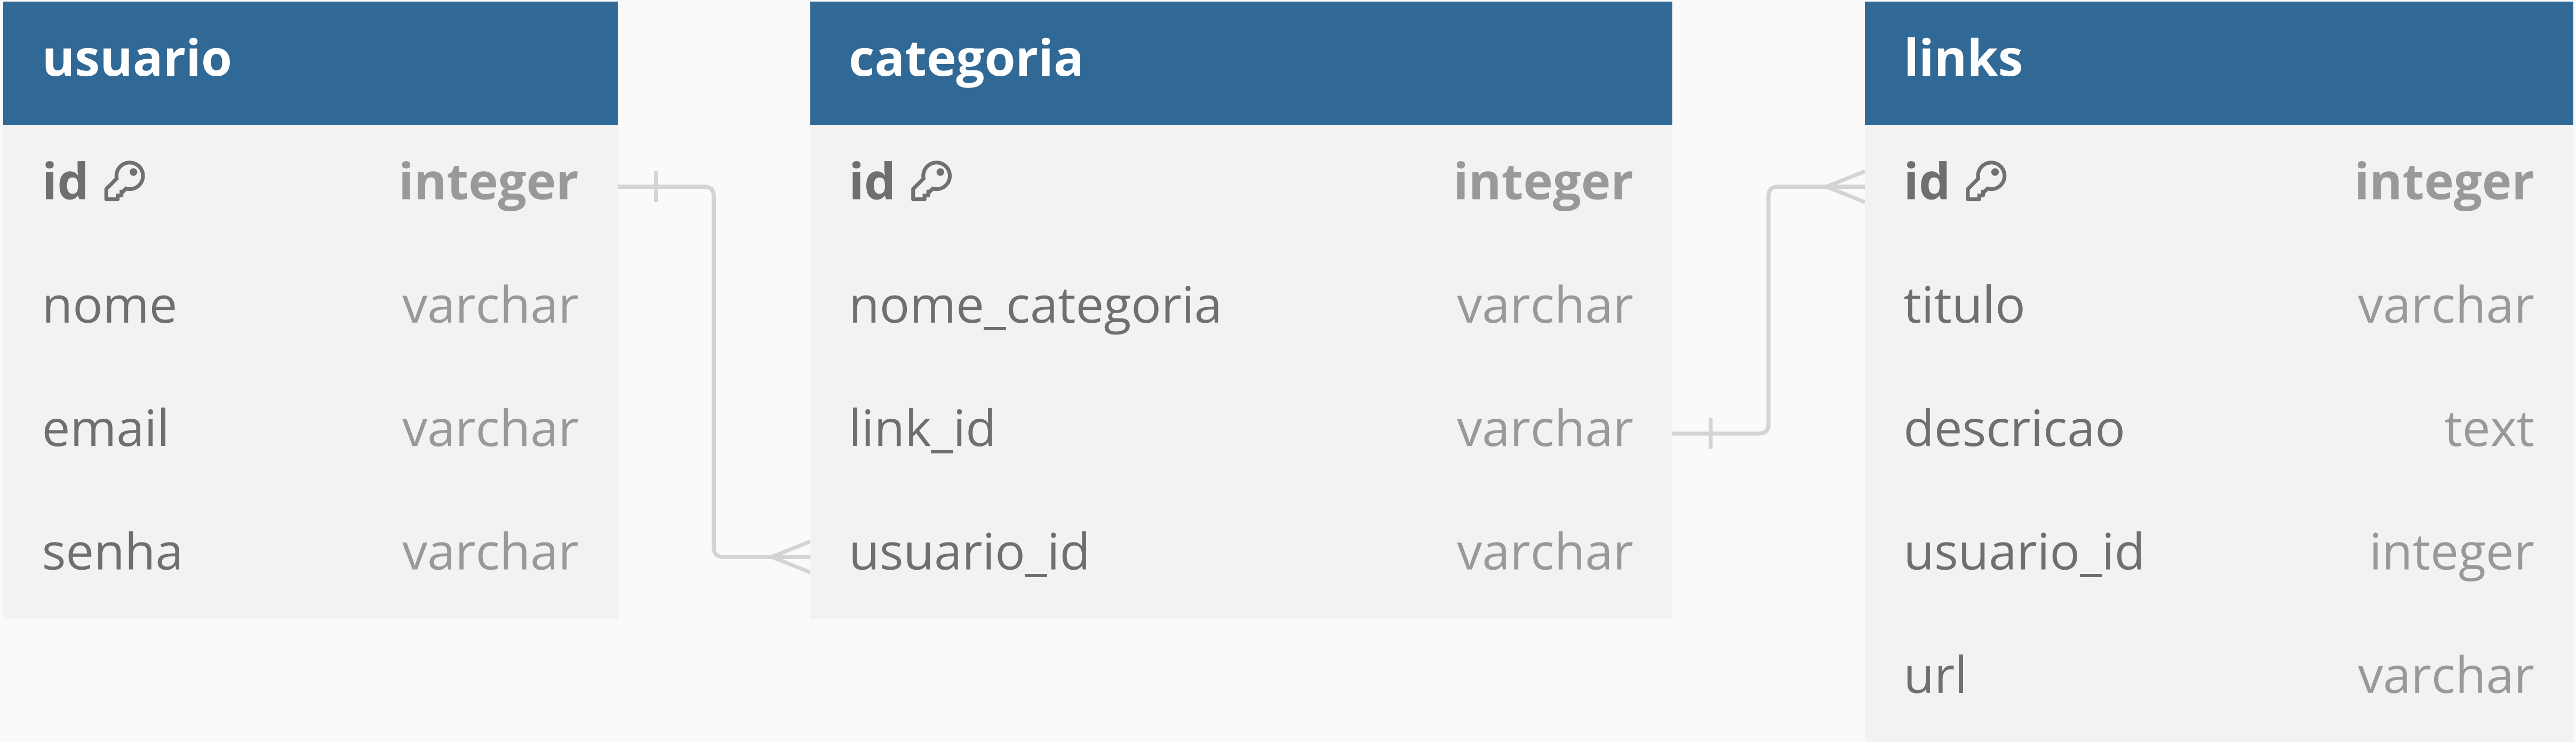 usuario
id integer
nome varchar
email varchar
senha varchar
categoria
id integer
nome_categoria varchar
link_id varchar
usuario_id varchar
links
id integer
titulo varchar
descricao text
usuario_id integer
url varchar